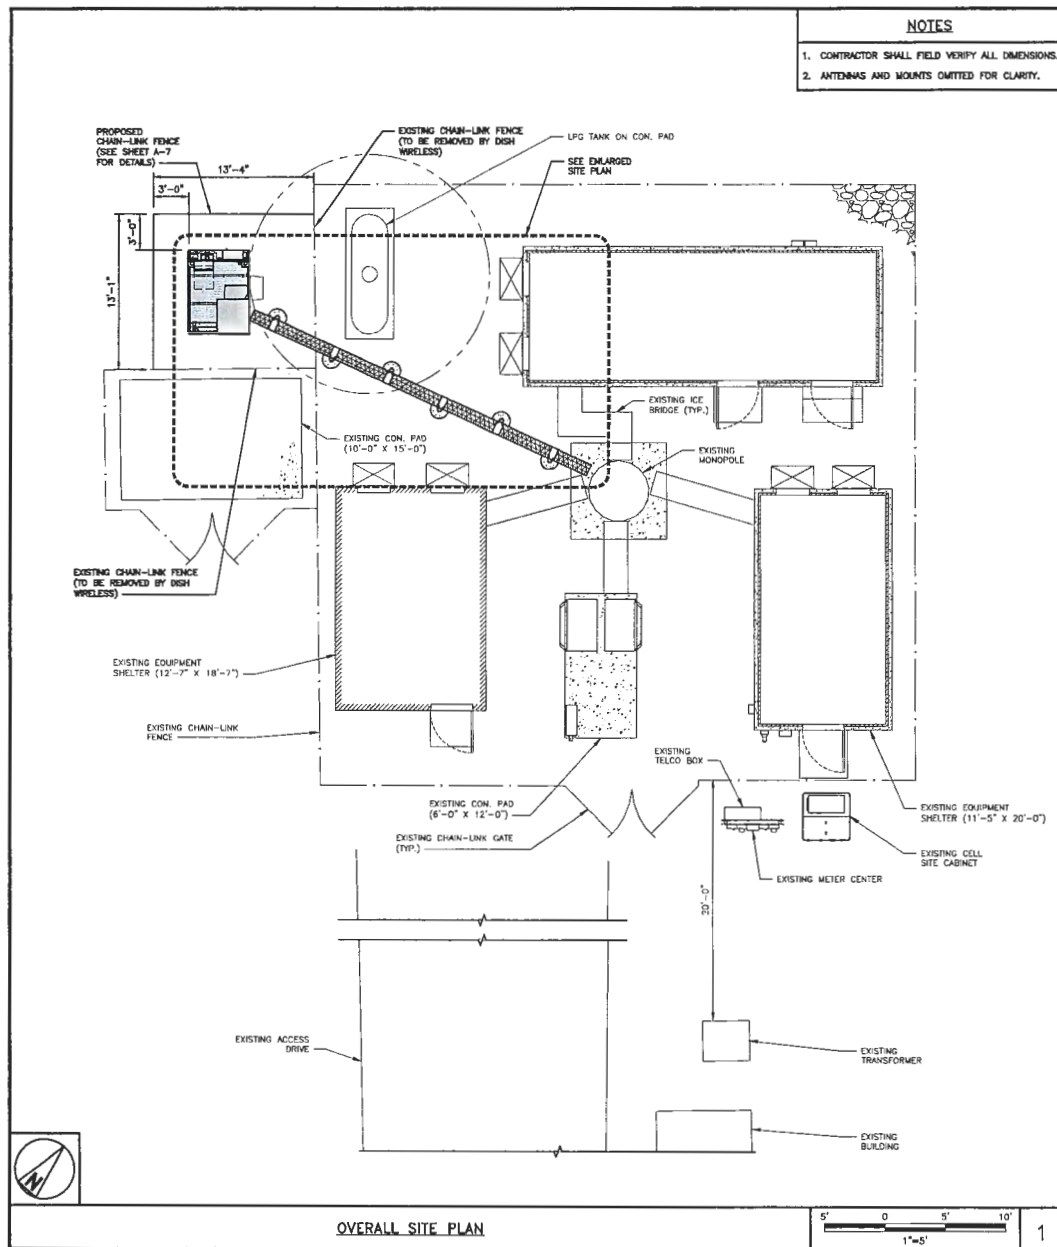 NOTES
1. CONTRACTOR SHALL FIELD VERIFY ALL DIMENSIONS.
2. ANTENNAS AND MOUNTS OMITTED FOR CLARITY.
PROPOSED
CHAIN-LINK FENCE
(SEE SHEET A-7
FOR DETAILS)
EXISTING CHAIN-LINK FENCE
(TO BE REMOVED BY DISH
WIRELESS)
LPG TANK ON CON. PAD
SEE ENLARGED
SITE PLAN
13'-4"
3'-0"
3'-0"
13'-1"
EXISTING ICE
BRIDGE (TYP.)
EXISTING CON. PAD
(10'-0" X 15'-0")
EXISTING
MONOPOLE
EXISTING CHAIN-LINK FENCE
(TO BE REMOVED BY DISH
WIRELESS)
EXISTING EQUIPMENT
SHELTER (12'-7" X 18'-7")
EXISTING CHAIN-LINK
FENCE
EXISTING
TELCO BOX
EXISTING CON. PAD
(6'-0" X 12'-0")
EXISTING EQUIPMENT
SHELTER (11'-5" X 20'-0")
EXISTING CHAIN-LINK GATE
(TYP.)
EXISTING CELL
SITE CABINET
EXISTING METER CENTER
20'-0"
EXISTING ACCESS
DRIVE
EXISTING
TRANSFORMER
EXISTING
BUILDING
N
OVERALL SITE PLAN
5' 0 5' 10'
1"=5'
1